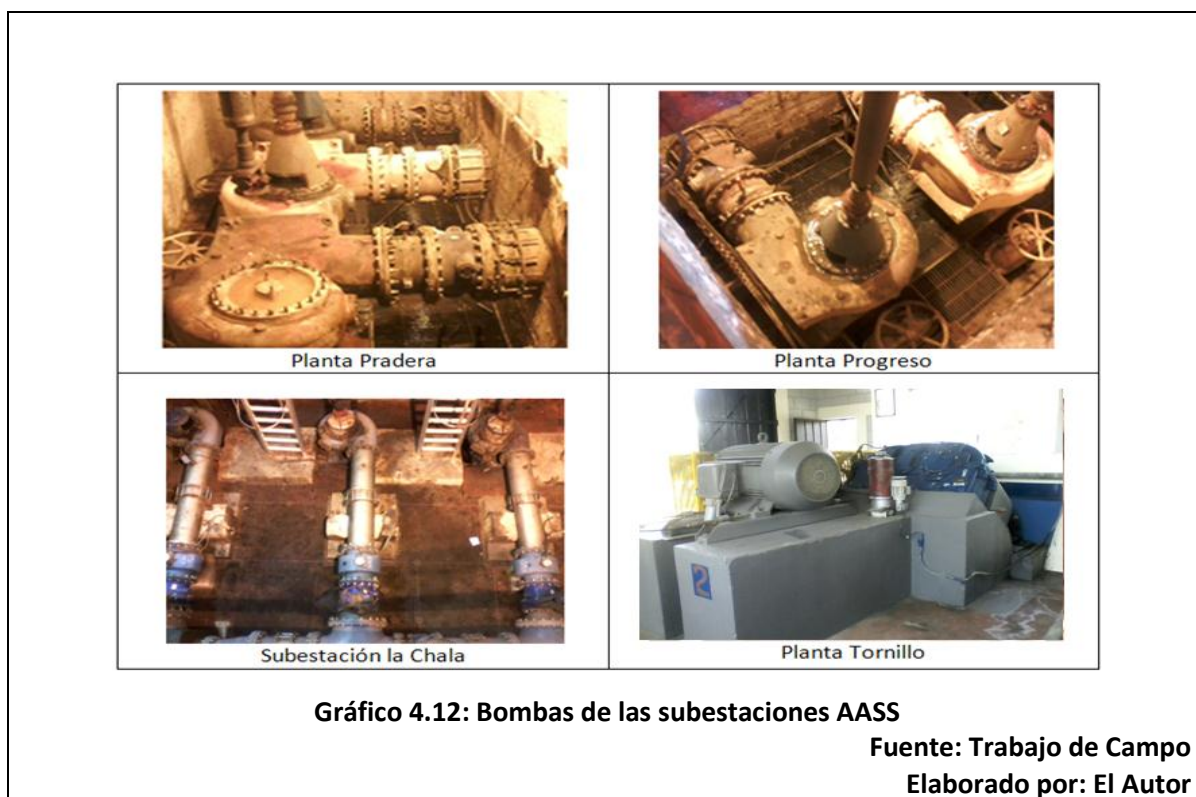 Planta Pradera
Planta Progreso
Subestación la Chala
2
Planta Tornillo
Gráfico 4.12: Bombas de las subestaciones AASS
Fuente: Trabajo de Campo
Elaborado por: El Autor